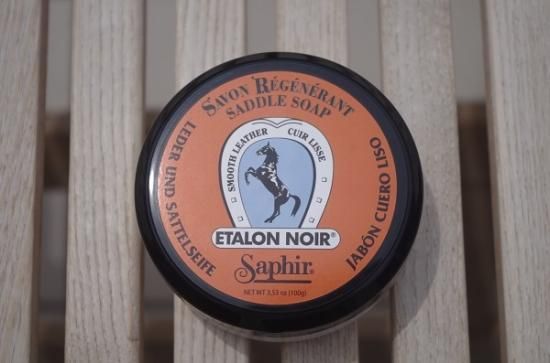 SAVON RÉGÉNÉRANT
SADDLE SOAP
SMOOTH LEATHER
CUIR LISSE
LEDER UND SATTELSEIFE
JABÓN CUERO LISO
ETALON NOIR®
Saphir®
NET WT 3,53 oz (100g)